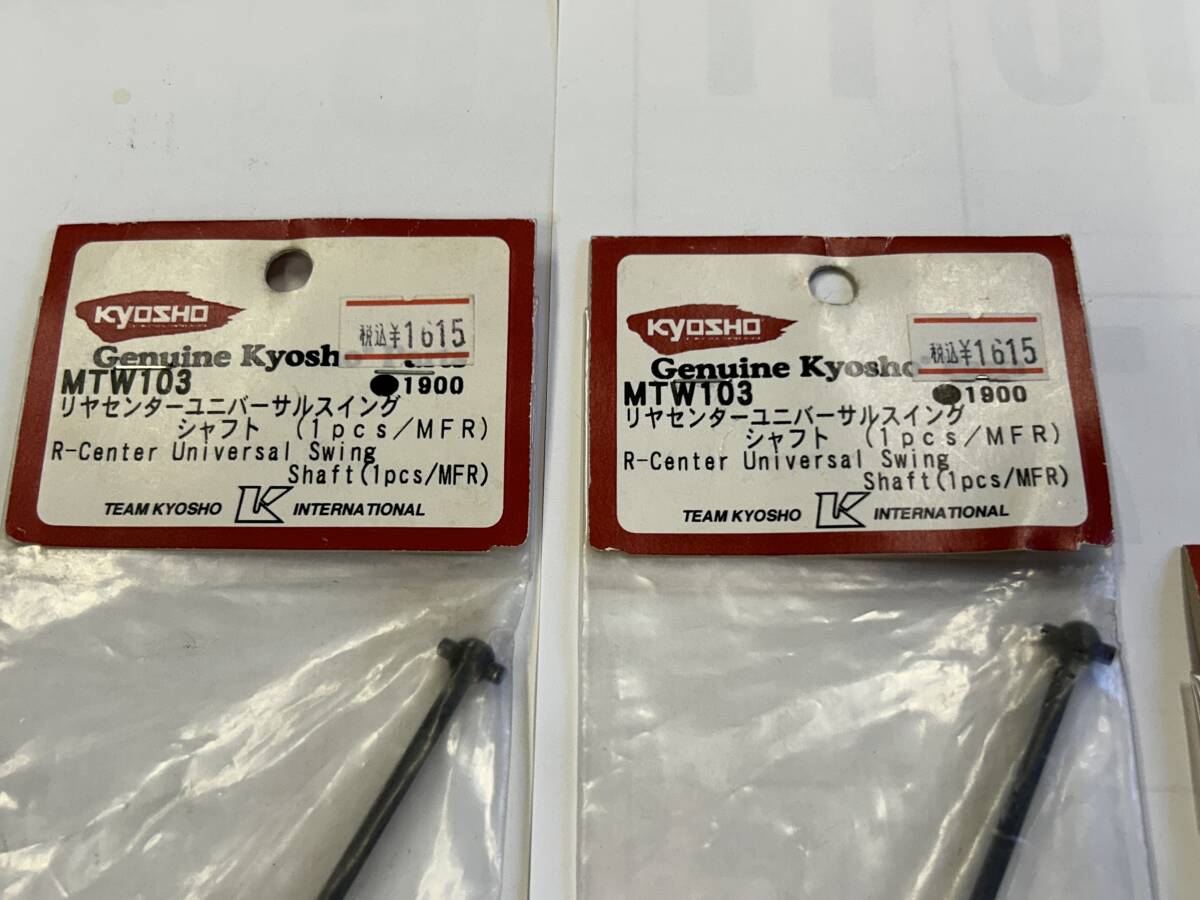 KYOSHO
税込¥1615
Genuine Kyosho
MTW103
●1900
リヤセンターユニバーサルスイング
シャフト (1pcs/MFR)
R-Center Universal Swing
Shaft(1pcs/MFR)
TEAM KYOSHO K INTERNATIONAL
KYOSHO
税込¥1615
Genuine Kyosho
MTW103
●1900
リヤセンターユニバーサルスイング
シャフト (1pcs/MFR)
R-Center Universal Swing
Shaft(1pcs/MFR)
TEAM KYOSHO K INTERNATIONAL